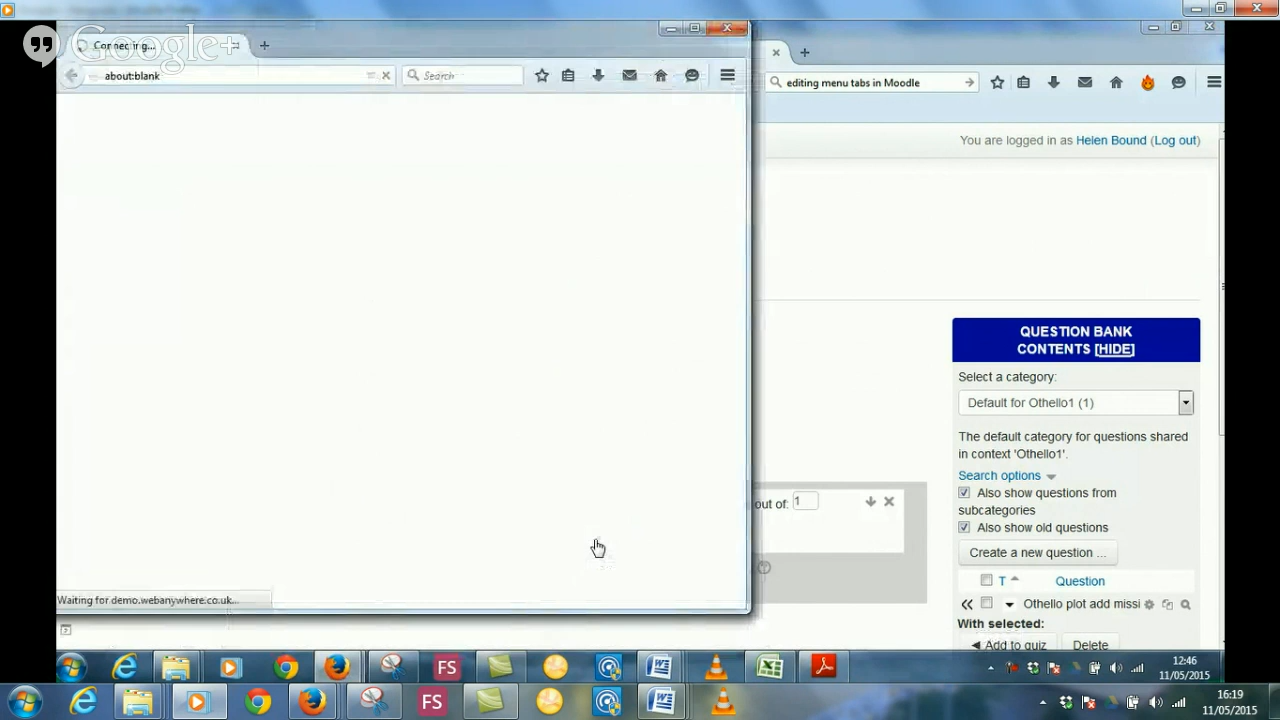 Google+
Connecting...
about:blank
Search
editing menu tabs in Moodle
You are logged in as Helen Bound (Log out)
QUESTION BANK
CONTENTS [HIDE]
Select a category:
Default for Othello1 (1)
The default category for questions shared
in context 'Othello1'.
Search options
Also show questions from
subcategories
Also show old questions
out of: 1
Create a new question ...
T Question
Othello plot add missi
With selected:
Add to quiz Delete
Waiting for demo.webanywhere.co.uk...
FS
12:46
11/05/2015
FS
16:19
11/05/2015